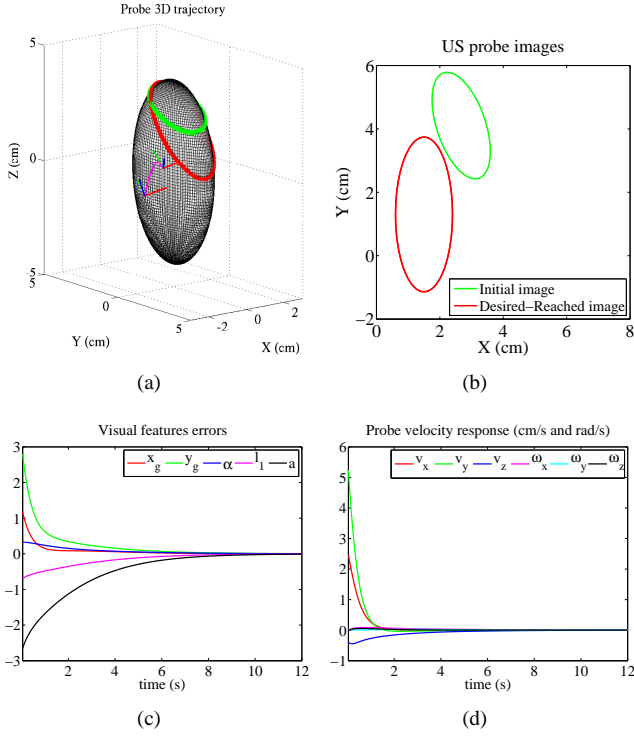 Probe 3D trajectory
5
0
-5
Z (cm)
0
5
Y (cm)
-2
0
2
X (cm)
(a)
US probe images
8
6
4
2
0
−2
Y (cm)
0
2
4
6
8
X (cm)
Initial image
Desired−Reached image
(b)
Visual features errors
3
2
1
0
−1
−2
−3
x_g y_g α l_1 a
2
4
6
8
10
12
time (s)
(c)
Probe velocity response (cm/s and rad/s)
6
5
4
3
2
1
0
−1
v_x v_y v_z ω_x ω_y ω_z
0
2
4
6
8
10
12
time (s)
(d)